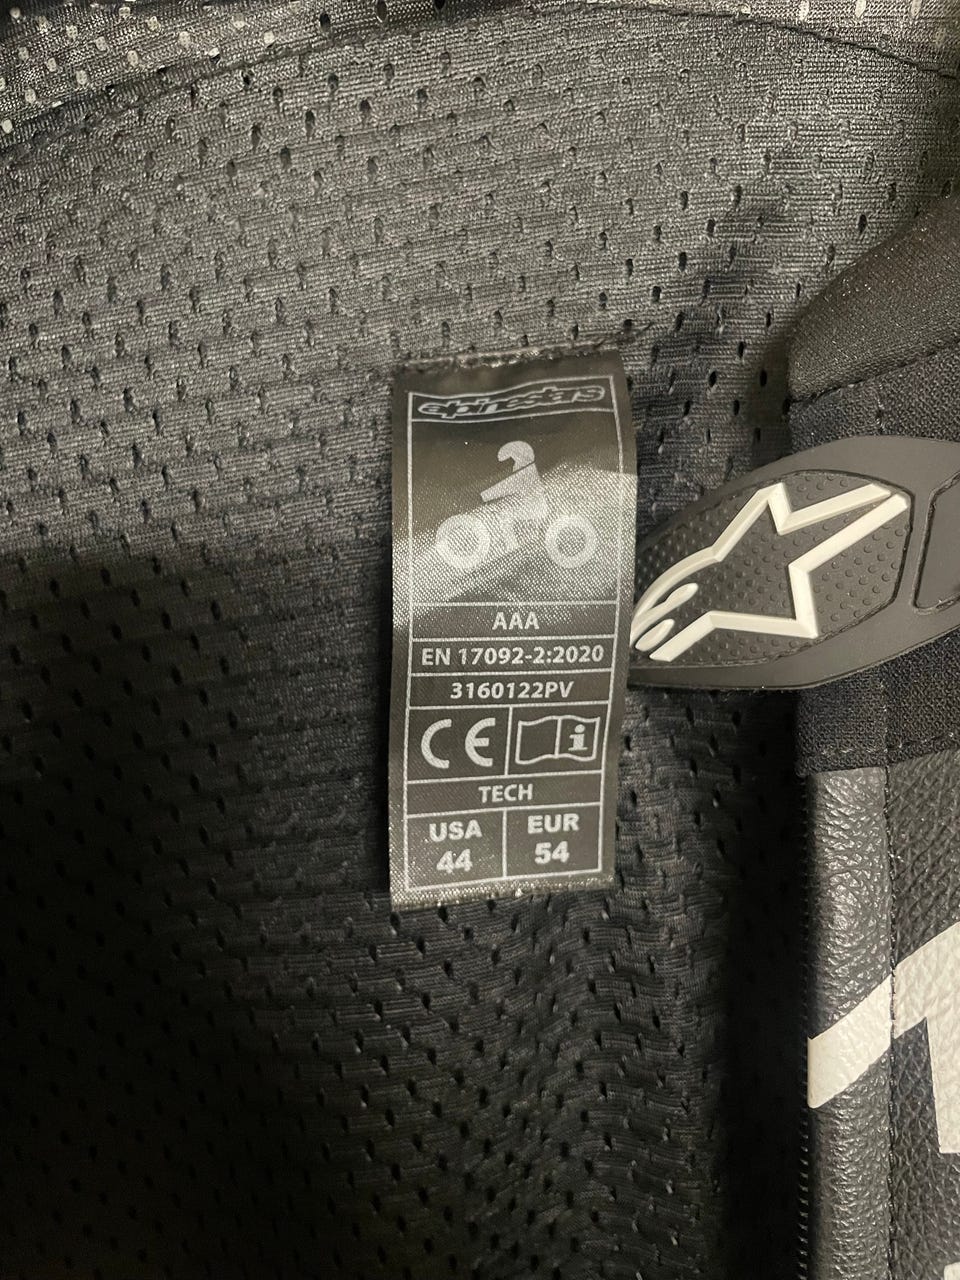 alpinestars
AAA
EN 17092-2:2020
3160122PV
CE
i
TECH
USA
44
EUR
54